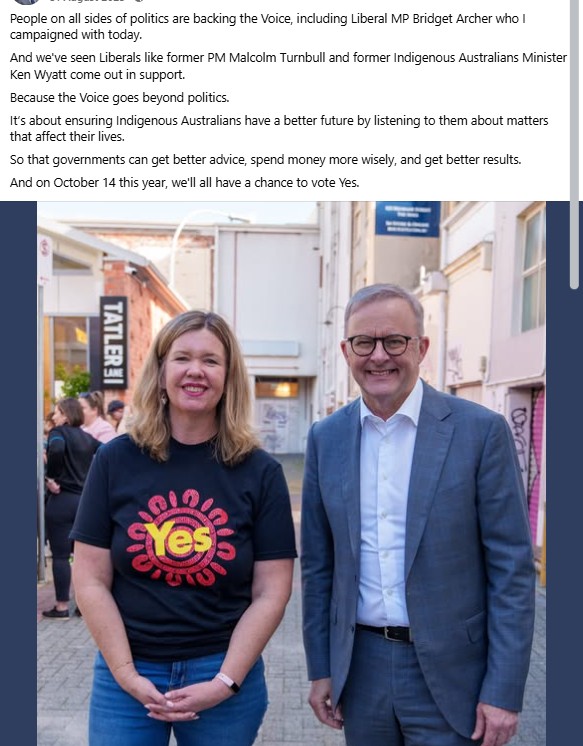 People on all sides of politics are backing the Voice, including Liberal MP Bridget Archer who I
campaigned with today.
And we've seen Liberals like former PM Malcolm Turnbull and former Indigenous Australians Minister
Ken Wyatt come out in support.
Because the Voice goes beyond politics.
It's about ensuring Indigenous Australians have a better future by listening to them about matters
that affect their lives.
So that governments can get better advice, spend money more wisely, and get better results.
And on October 14 this year, we'll all have a chance to vote Yes.
TATLER LANE
Yes